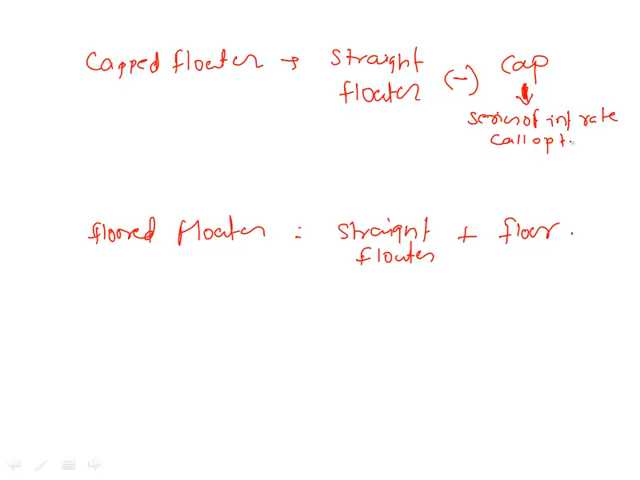 Capped floater → Straight floater (-) Cap
↓
Series of int rate
Call opt.
floored floater = Straight floater + floor.